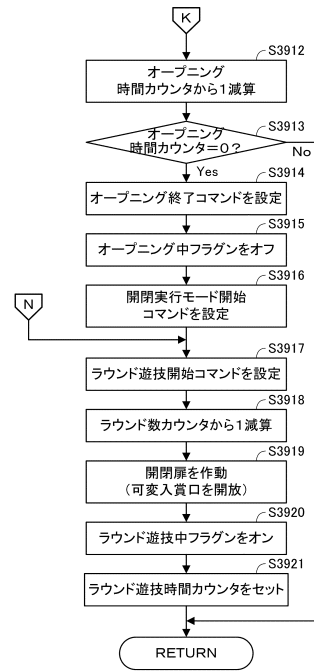 K
S3912
オープニング
時間カウンタから1減算
S3913
オープニング
時間カウンタ=0?
No
Yes
S3914
オープニング終了コマンドを設定
S3915
オープニング中フラグンをオフ
S3916
開閉実行モード開始
コマンドを設定
N
S3917
ラウンド遊技開始コマンドを設定
S3918
ラウンド数カウンタから1減算
S3919
開閉扉を作動
(可変入賞口を開放)
S3920
ラウンド遊技中フラグンをオン
S3921
ラウンド遊技時間カウンタをセット
RETURN